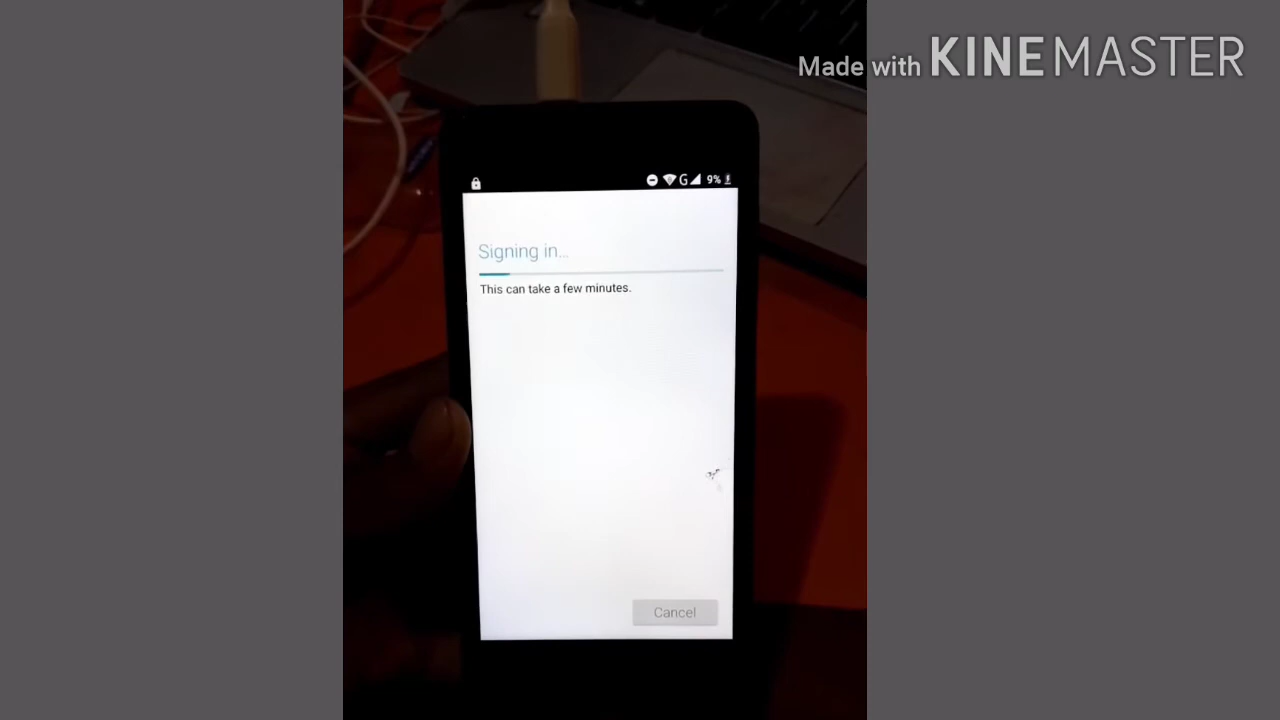 Made with KINEMASTER
G 9%
Signing in...
This can take a few minutes.
Cancel